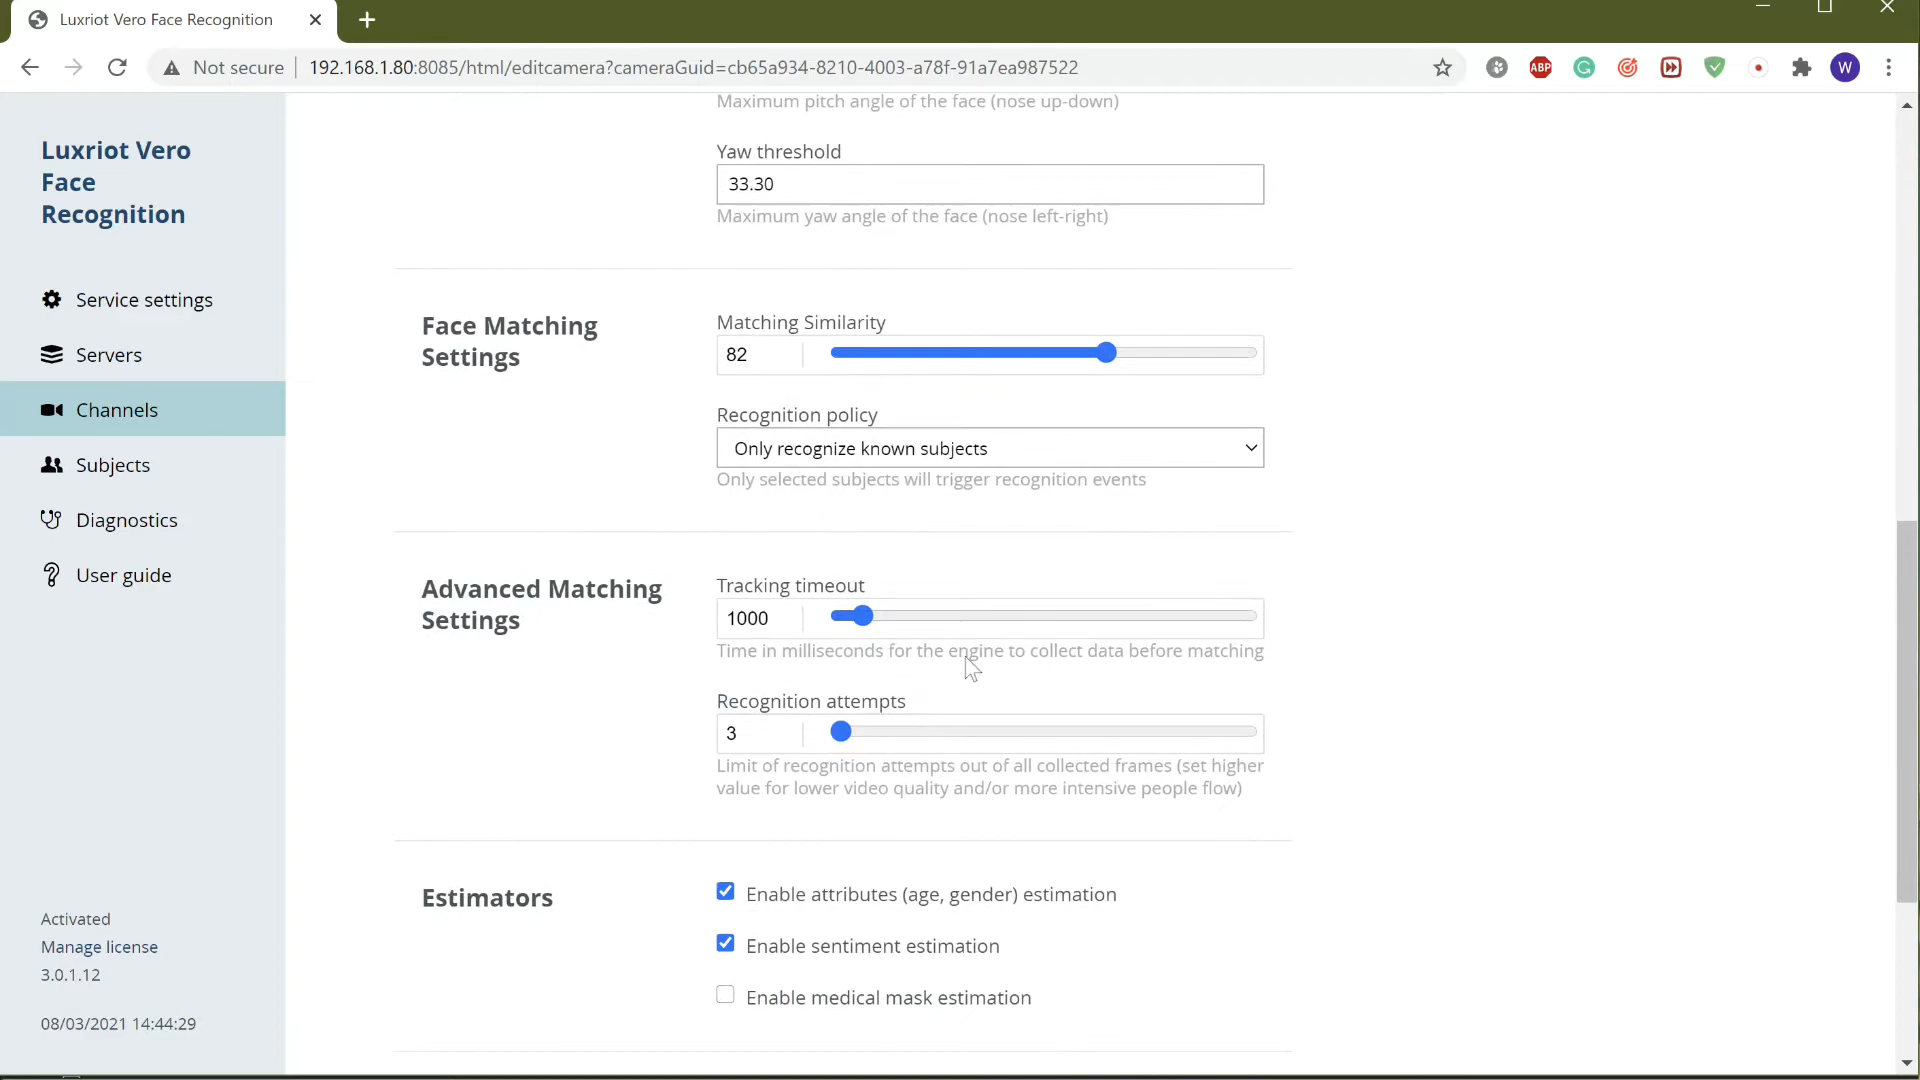 Luxriot Vero Face Recognition
Not secure
192.168.1.80:8085/html/editcamera?cameraGuid=cb65a934-8210-4003-a78f-91a7ea987522
ABP
W
Luxriot Vero
Face
Recognition
Service settings
Servers
Channels
Subjects
Diagnostics
User guide
Activated
Manage license
3.0.1.12
08/03/2021 14:44:29
Maximum pitch angle of the face (nose up-down)
Yaw threshold
33.30
Maximum yaw angle of the face (nose left-right)
Face Matching
Settings
Matching Similarity
82
Recognition policy
Only recognize known subjects
Only selected subjects will trigger recognition events
Advanced Matching
Settings
Tracking timeout
1000
Time in milliseconds for the engine to collect data before matching
Recognition attempts
3
Limit of recognition attempts out of all collected frames (set higher
value for lower video quality and/or more intensive people flow)
Estimators
Enable attributes (age, gender) estimation
Enable sentiment estimation
Enable medical mask estimation